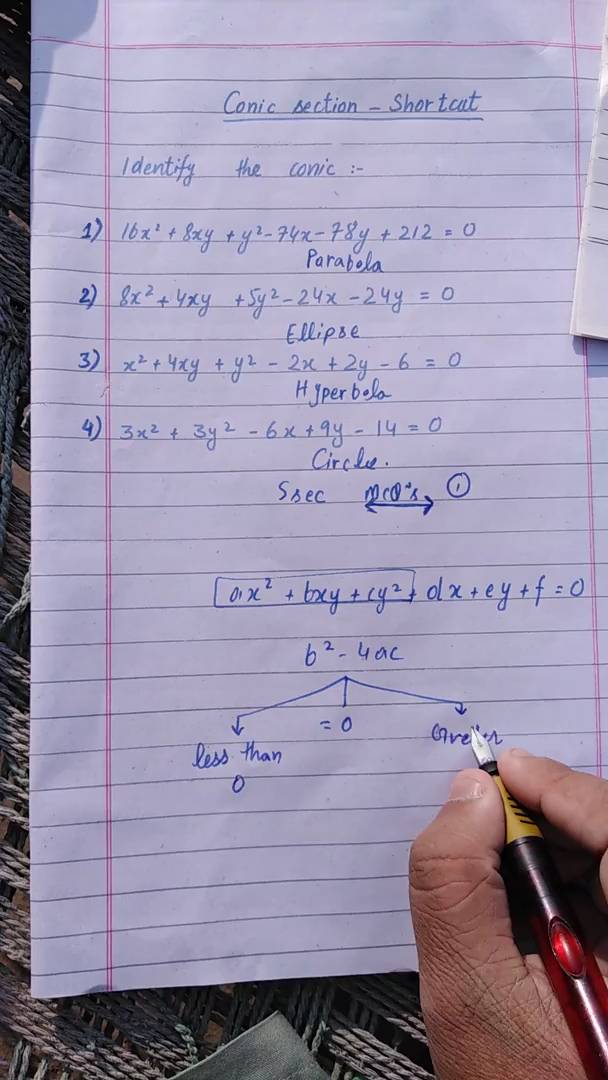 Conic section - Shortcut
Identify the conic :-
1) 16x² + 8xy + y² - 74x - 78y + 212 = 0
Parabola
2) 8x² + 4xy + 5y² - 24x - 24y = 0
Ellipse
3) x² + 4xy + y² - 2x + 2y - 6 = 0
Hyperbola
4) 3x² + 3y² - 6x + 9y - 14 = 0
Circle.
5sec MCQ's ①
ax² + bxy + cy² + dx + ey + f = 0
b² - 4ac
less than = 0 Greater
0